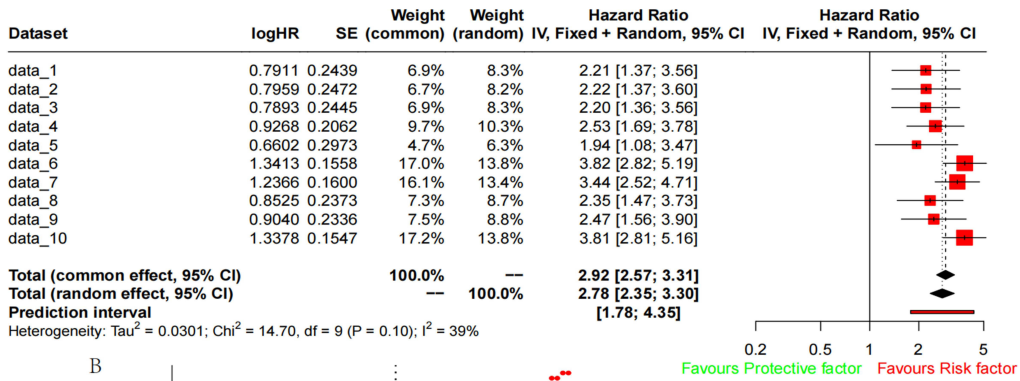 Weight Weight Hazard Ratio Hazard Ratio
Dataset logHR SE (common) (random) IV, Fixed + Random, 95% CI IV, Fixed + Random, 95% CI
data_1 0.7911 0.2439 6.9% 8.3% 2.21 [1.37; 3.56]
data_2 0.7959 0.2472 6.7% 8.2% 2.22 [1.37; 3.60]
data_3 0.7893 0.2445 6.9% 8.3% 2.20 [1.36; 3.56]
data_4 0.9268 0.2062 9.7% 10.3% 2.53 [1.69; 3.78]
data_5 0.6602 0.2973 4.7% 6.3% 1.94 [1.08; 3.47]
data_6 1.3413 0.1558 17.0% 13.8% 3.82 [2.82; 5.19]
data_7 1.2366 0.1600 16.1% 13.4% 3.44 [2.52; 4.71]
data_8 0.8525 0.2373 7.3% 8.7% 2.35 [1.47; 3.73]
data_9 0.9040 0.2336 7.5% 8.8% 2.47 [1.56; 3.90]
data_10 1.3378 0.1547 17.2% 13.8% 3.81 [2.81; 5.16]
Total (common effect, 95% CI) 100.0% −− 2.92 [2.57; 3.31]
Total (random effect, 95% CI) −− 100.0% 2.78 [2.35; 3.30]
Prediction interval [1.78; 4.35]
Heterogeneity: Tau² = 0.0301; Chi² = 14.70, df = 9 (P = 0.10); I² = 39%
0.2 0.5 1 2 5
Favours Protective factor Favours Risk factor
B